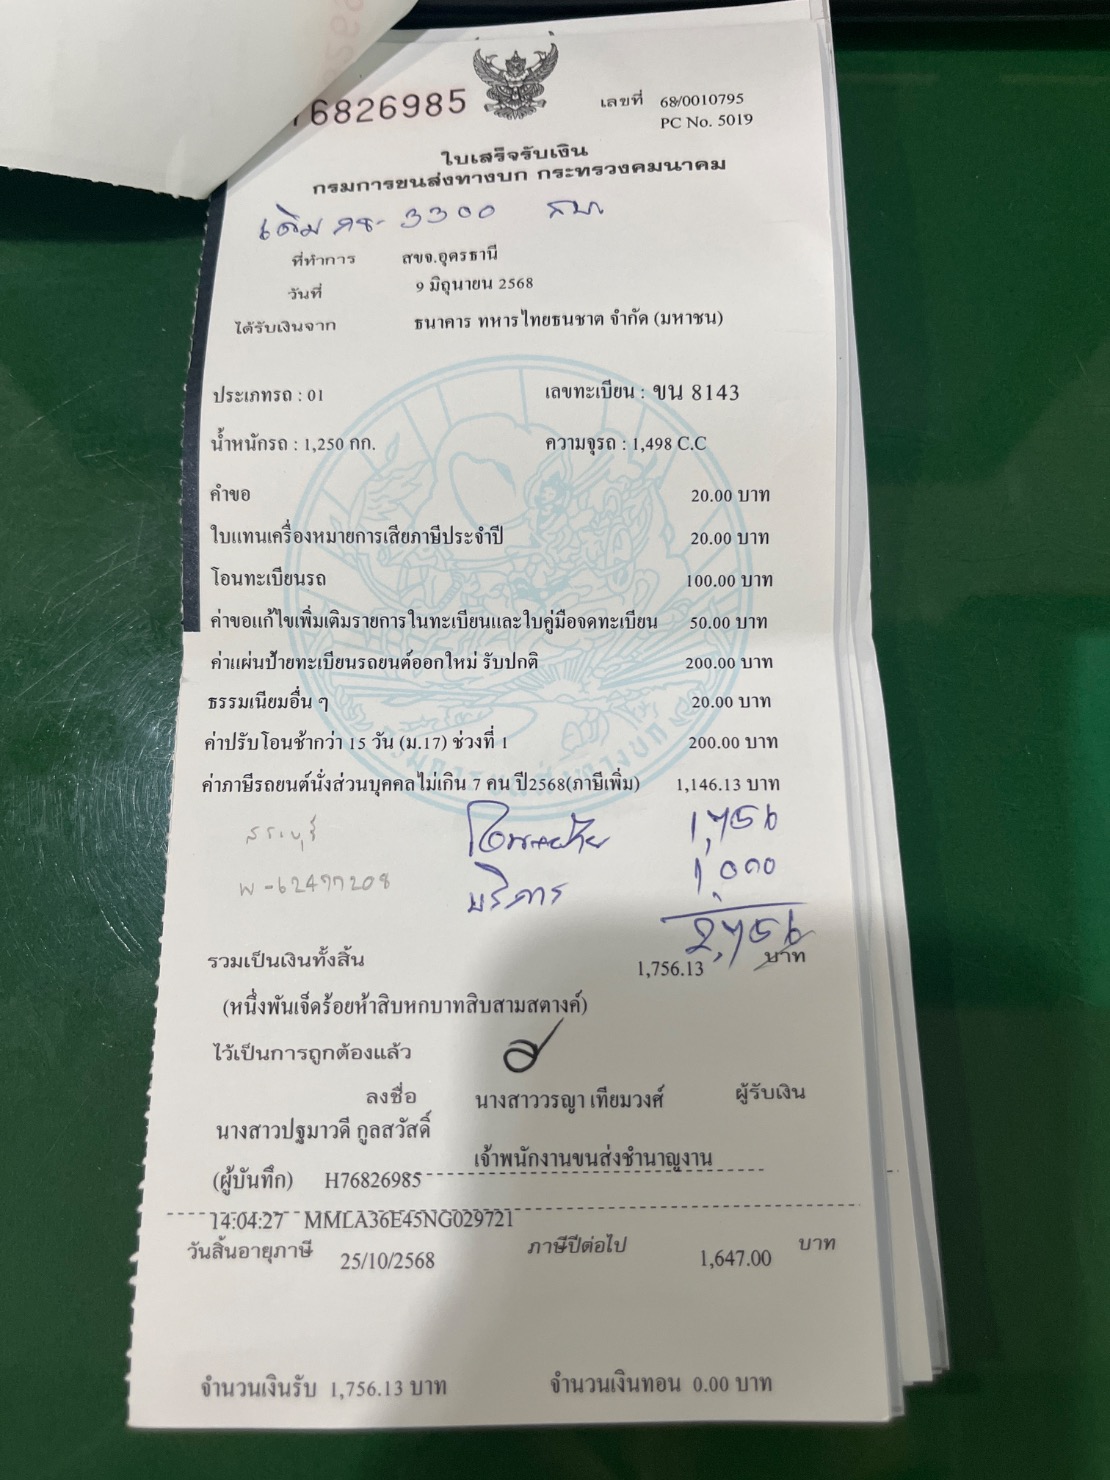 6826985
เลขที่ 68/0010795
PC No. 5019
ใบเสร็จรับเงิน
กรมการขนส่งทางบก กระทรวงคมนาคม
เดิม กธ-3300 กบ
ที่ทำการ สขจ.อุดรธานี
วันที่ 9 มิถุนายน 2568
ได้รับเงินจาก ธนาคาร ทหารไทยธนชาต จำกัด (มหาชน)
ประเภทรถ : 01 เลขทะเบียน : ขน 8143
น้ำหนักรถ : 1,250 กก. ความจุรถ : 1,498 C.C
คำขอ 20.00 บาท
ใบแทนเครื่องหมายการเสียภาษีประจำปี 20.00 บาท
โอนทะเบียนรถ 100.00 บาท
ค่าขอแก้ไขเพิ่มเติมรายการในทะเบียนและใบคู่มือจดทะเบียน 50.00 บาท
ค่าแผ่นป้ายทะเบียนรถยนต์ออกใหม่ รับปกติ 200.00 บาท
ธรรมเนียมอื่น ๆ 20.00 บาท
ค่าปรับโอนช้ากว่า 15 วัน (ม.17) ช่วงที่ 1 200.00 บาท
ค่าภาษีรถยนต์นั่งส่วนบุคคลไม่เกิน 7 คน ปี2568(ภาษีเพิ่ม) 1,146.13 บาท
สระบุรี 1,756
พ-62497208 บริการ 1,000
2,756
รวมเป็นเงินทั้งสิ้น 1,756.13 บาท
(หนึ่งพันเจ็ดร้อยห้าสิบหกบาทสิบสามสตางค์)
ไว้เป็นการถูกต้องแล้ว
ลงชื่อ นางสาววรญา เทียมวงศ์ ผู้รับเงิน
นางสาวปฐมาวดี กูลสวัสดิ์
เจ้าพนักงานขนส่งชำนาญงาน
(ผู้บันทึก) H76826985
14:04:27 MMLA36E45NG029721
วันสิ้นอายุภาษี 25/10/2568 ภาษีปีต่อไป 1,647.00 บาท
จำนวนเงินรับ 1,756.13 บาท จำนวนเงินทอน 0.00 บาท